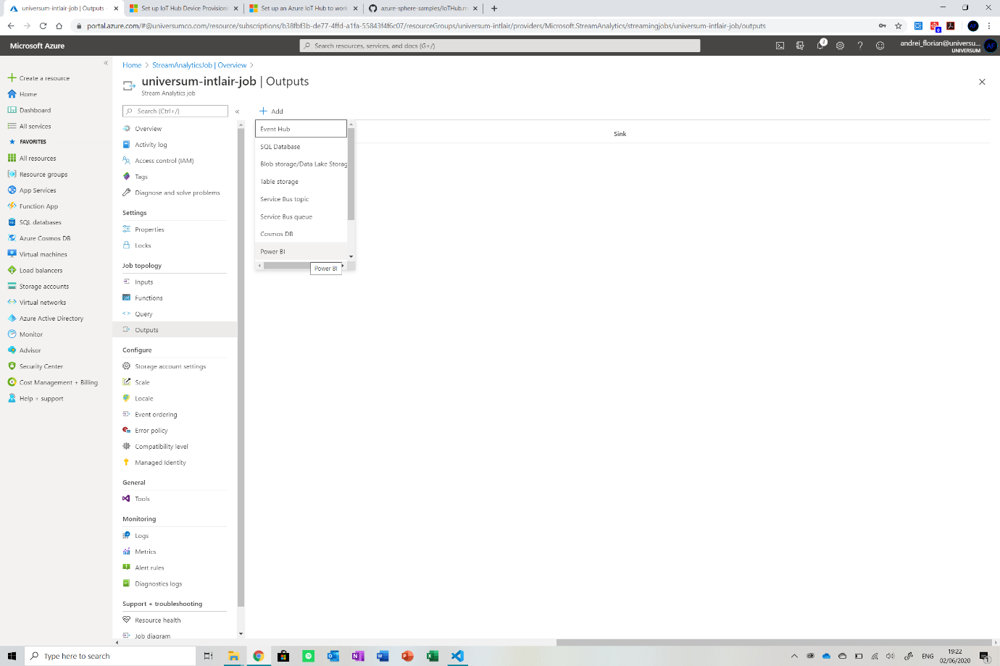 universum-intlair-job | Outputs -
Set up IoT Hub Device Provisioni
Set up an Azure IoT Hub to work
azure-sphere-samples/IoTHub.m
portal.azure.com/#@universumco.com/resource/subscriptions/b38fbf3b-de77-4ffd-a1fa-55843f4f6c07/resourceGroups/universum-intlair/providers/Microsoft.StreamAnalytics/streamingjobs/universum-intlair-job/outputs
0
AF
Microsoft Azure
Search resources, services, and docs (G+/)
3
andrei_florian@universu...
UNIVERSUM
AF
Create a resource
Home
Dashboard
All services
FAVORITES
All resources
Resource groups
App Services
Function App
SQL databases
Azure Cosmos DB
Virtual machines
Load balancers
Storage accounts
Virtual networks
Azure Active Directory
Monitor
Advisor
Security Center
Cost Management + Billing
Help + support
Home > StreamAnalyticsJob | Overview >
universum-intlair-job | Outputs
Stream Analytics job
Search (Ctrl+/)
Overview
Activity log
Access control (IAM)
Tags
Diagnose and solve problems
Settings
Properties
Locks
Job topology
Inputs
Functions
Query
Outputs
Configure
Storage account settings
Scale
Locale
Event ordering
Error policy
Compatibility level
Managed Identity
General
Tools
Monitoring
Logs
Metrics
Alert rules
Diagnostics logs
Support + troubleshooting
Resource health
Job diagram
Add
Event Hub
SQL Database
Blob storage/Data Lake Storag
Table storage
Service Bus topic
Service Bus queue
Cosmos DB
Power BI
Power BI
Sink
Type here to search
ENG
19:22
02/06/2020
1